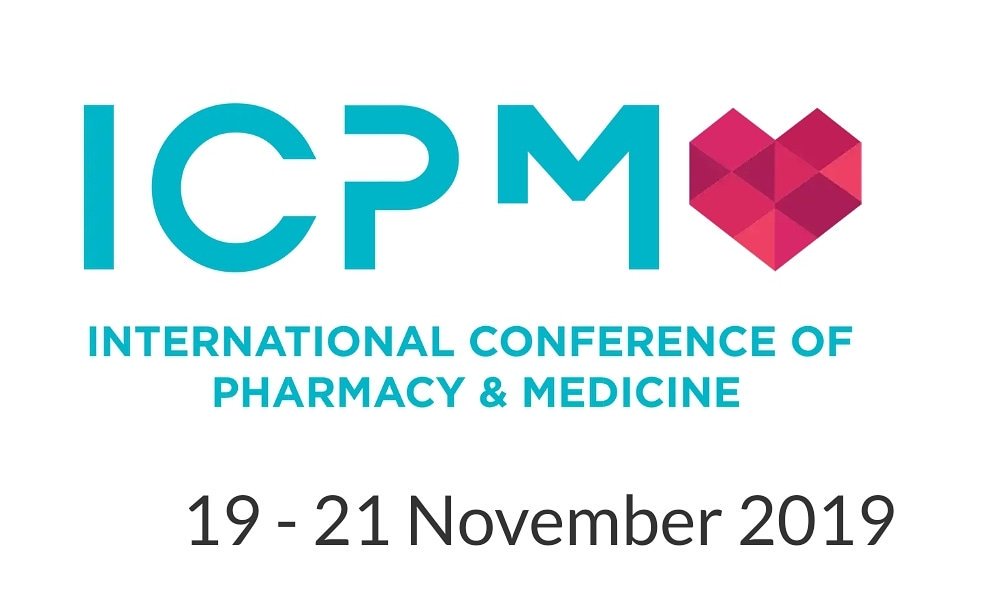 ICPM
INTERNATIONAL CONFERENCE OF
PHARMACY & MEDICINE
19 - 21 November 2019